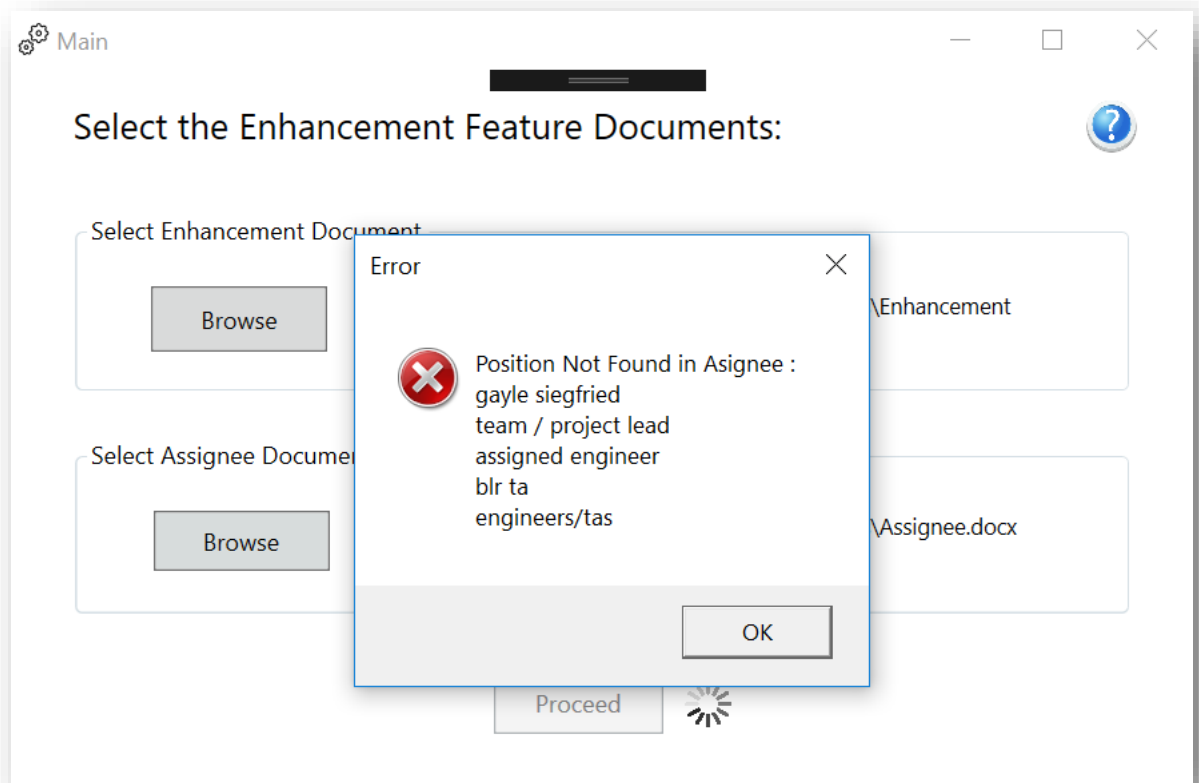 Main
Select the Enhancement Feature Documents:
?
Select Enhancement Document
Browse
\Enhancement
Error
Position Not Found in Asignee :
gayle siegfried
team / project lead
assigned engineer
blr ta
engineers/tas
OK
Select Assignee
Browse
\Assignee.docx
Proceed